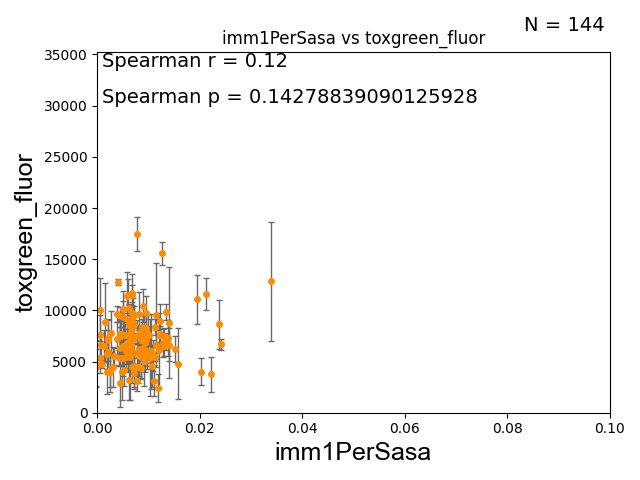 N = 144
imm1PerSasa vs toxgreen_fluor
Spearman r = 0.12
Spearman p = 0.14278839090125928
35000
30000
25000
20000
15000
10000
5000
0
toxgreen_fluor
0.00 0.02 0.04 0.06 0.08 0.10
imm1PerSasa